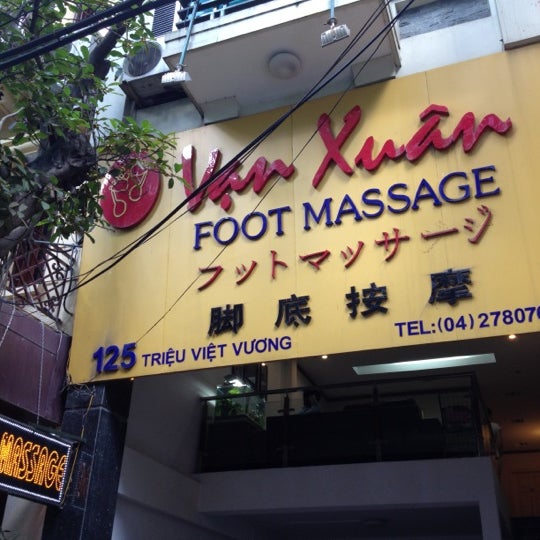 Vạn Xuân
FOOT MASSAGE
フットマッサージ
脚底按摩
125 TRIỆU VIỆT VƯƠNG
TEL:(04) 27807
MASSAGE